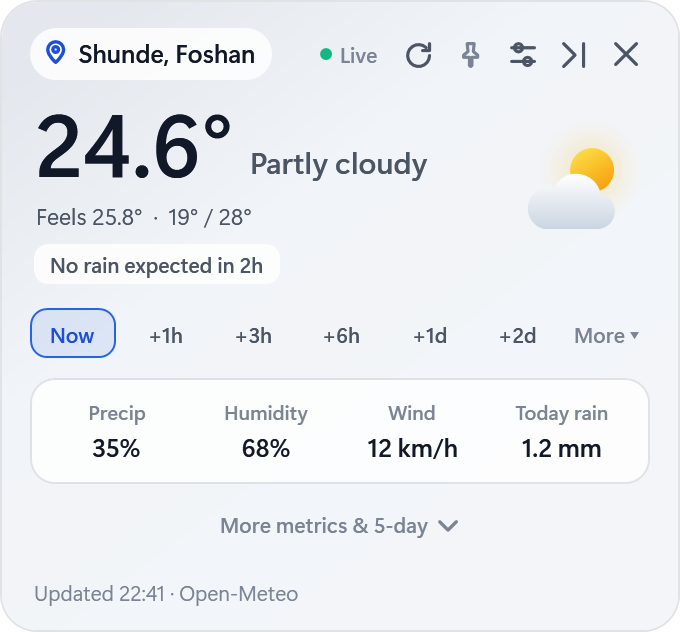 Shunde, Foshan
Live
24.6°
Partly cloudy
Feels 25.8° · 19° / 28°
No rain expected in 2h
Now
+1h
+3h
+6h
+1d
+2d
More
Precip
Humidity
Wind
Today rain
35%
68%
12 km/h
1.2 mm
More metrics & 5-day
Updated 22:41 · Open-Meteo